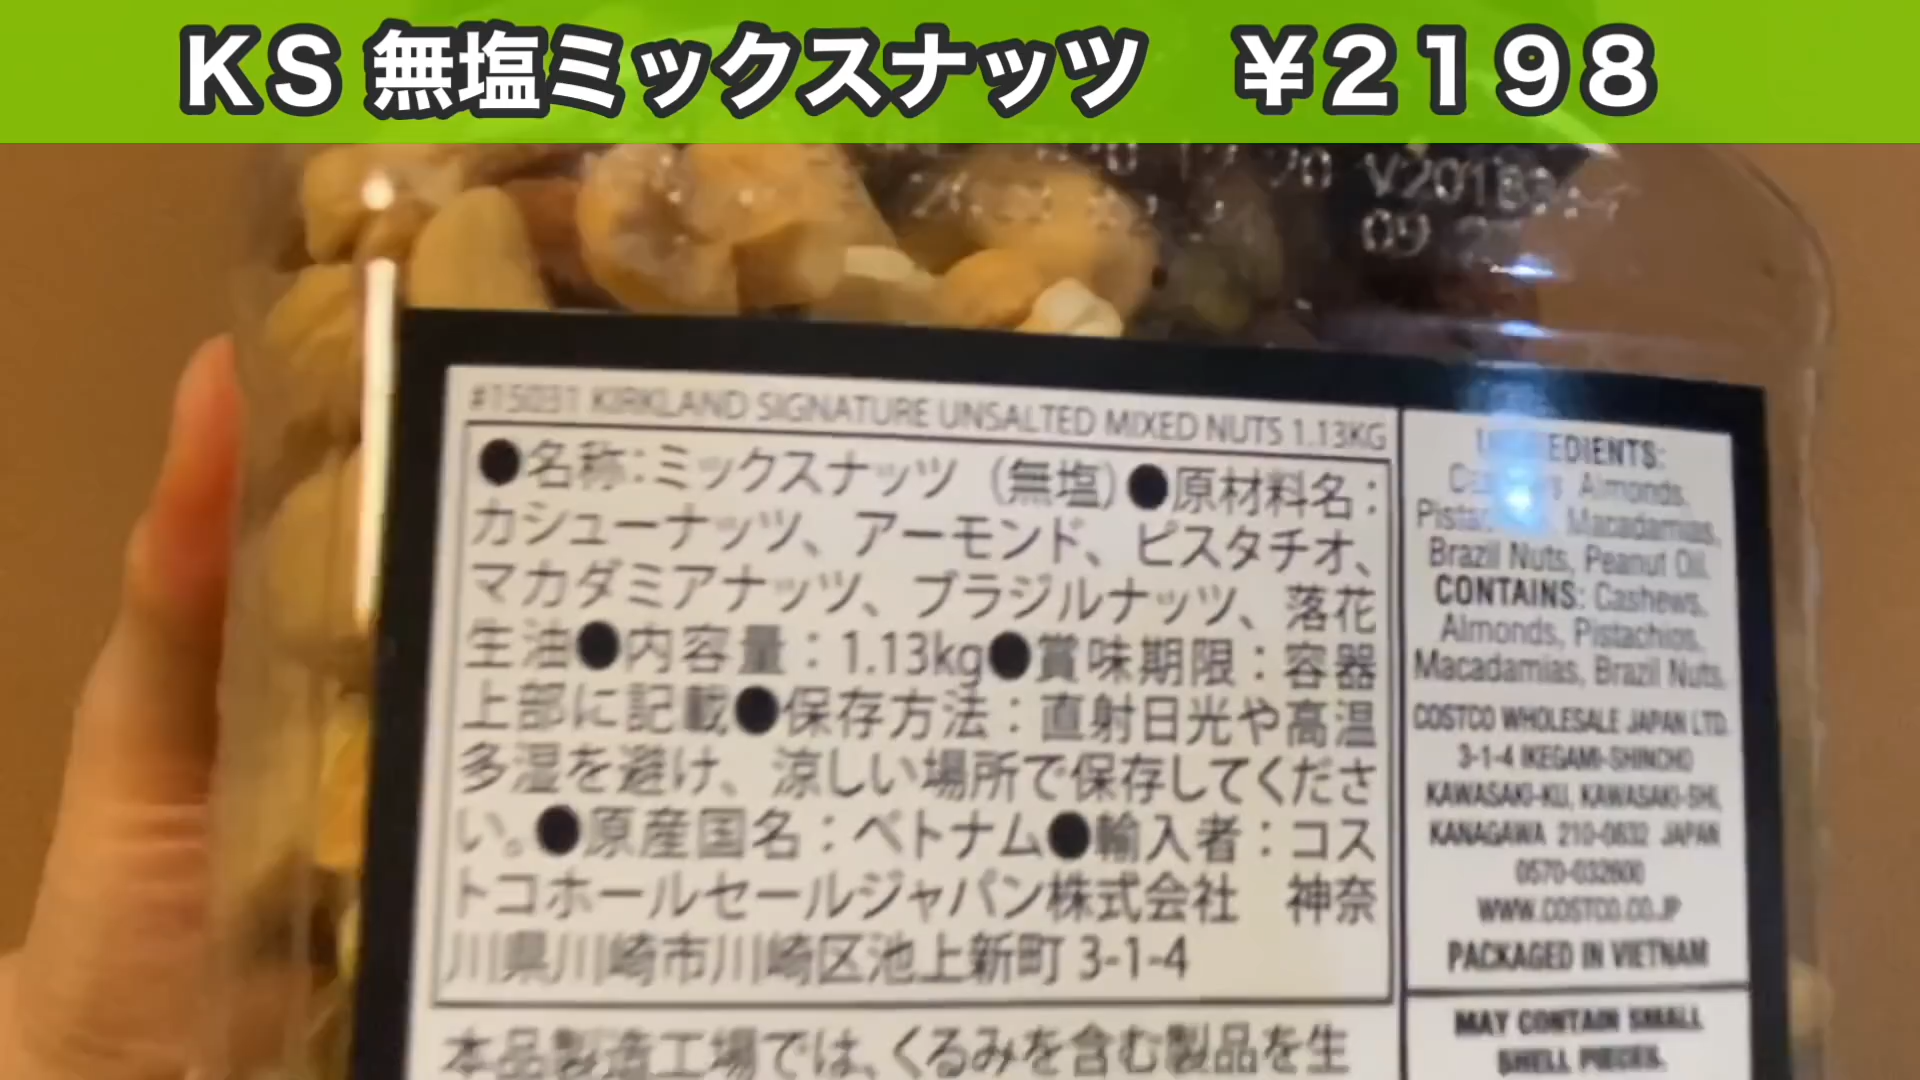 KS 無塩ミックスナッツ ¥2198
#15031 KIRKLAND SIGNATURE UNSALTED MIXED NUTS 1.13KG
●名称:ミックスナッツ (無塩)●原材料名:
カシューナッツ、アーモンド、ピスタチオ、
マカダミアナッツ、ブラジルナッツ、落花
生油●内容量:1.13kg●賞味期限:容器
上部に記載●保存方法:直射日光や高温
多湿を避け、涼しい場所で保存してくださ
い。●原産国名:ベトナム●輸入者:コス
トコホールセールジャパン株式会社 神奈
川県川崎市川崎区池上新町 3-1-4
本品製造工場では、くるみを含む製品を生
Almonds,
Macadamias,
Brazil Nuts, Peanut Oil.
CONTAINS: Cashews,
Almonds, Pistachios,
Macadamias, Brazil Nuts.
COSTCO WHOLESALE JAPAN LTD.
3-1-4 IKEGAMI-SHINCHO
KAWASAKI-KU, KAWASAKI-SHI,
KANAGAWA 210-0832 JAPAN
0570-032600
WWW.COSTCO.CO.JP
PACKAGED IN VIETNAM
MAY CONTAIN SMALL
SHELL PIECES.